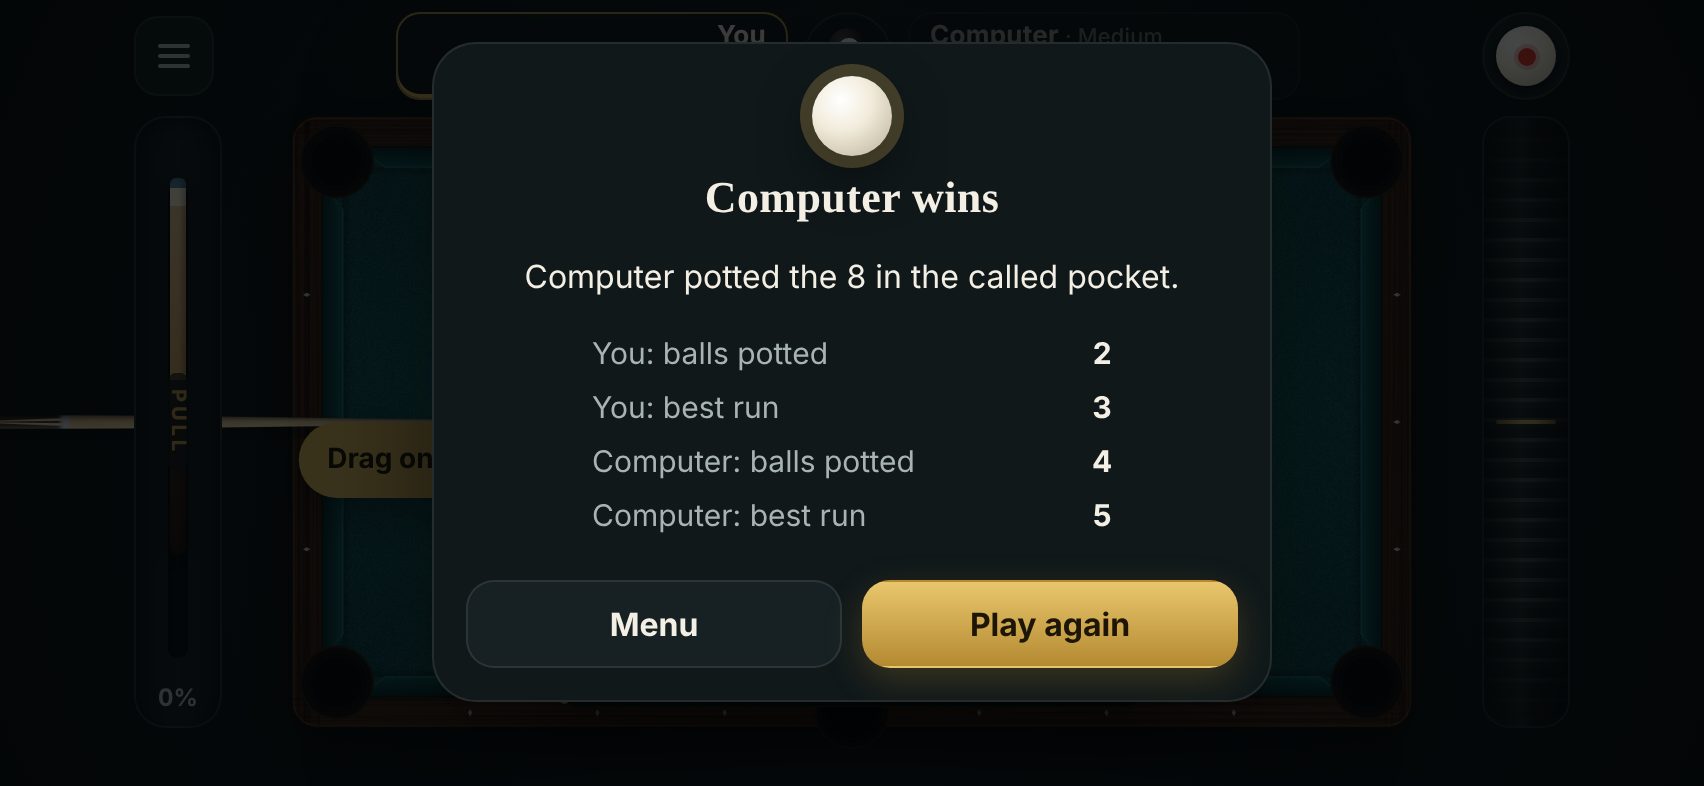 You
Computer · Medium
Computer wins
Computer potted the 8 in the called pocket.
You: balls potted 2
You: best run 3
Computer: balls potted 4
Computer: best run 5
PULL
Drag on
Menu Play again
0%